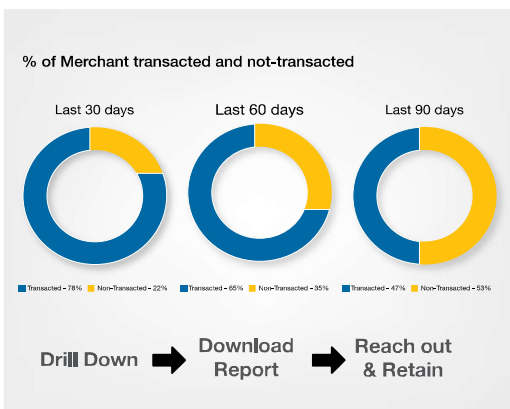 % of Merchant transacted and not-transacted
Last 30 days
Last 60 days
Last 90 days
Transacted - 78% Non-Transacted - 22%
Transacted - 65% Non-Transacted - 35%
Transacted - 47% Non-Transacted - 53%
Drill Down
Download
Report
Reach out
& Retain